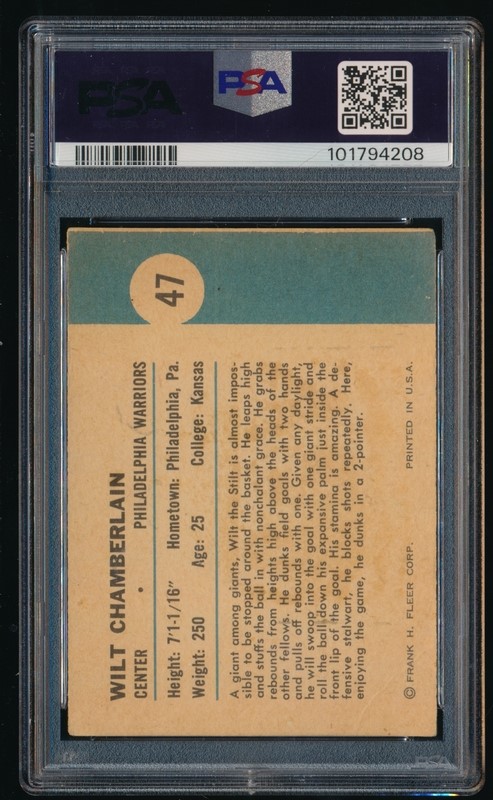 PSA
PSA
101794208
47
WILT CHAMBERLAIN
CENTER • PHILADELPHIA WARRIORS
Height: 7'1-1/16" Hometown: Philadelphia, Pa.
Weight: 250 Age: 25 College: Kansas
A giant among giants, Wilt the Stilt is almost impos-
sible to be stopped around the basket. He leaps high
and stuffs the ball in with nonchalant grace. He grabs
rebounds from heights high above the heads of the
other fellows. He dunks field goals with two hands
and pulls off rebounds with one. Given any daylight,
he will swoop into the goal with one giant stride and
roll the ball down his expansive palm just inside the
front lip of the goal. His stamina is amazing. A de-
fensive stalwart, he blocks shots repeatedly. Here,
enjoying the game, he dunks in a 2-pointer.
© FRANK H. FLEER CORP. PRINTED IN U.S.A.
PSA